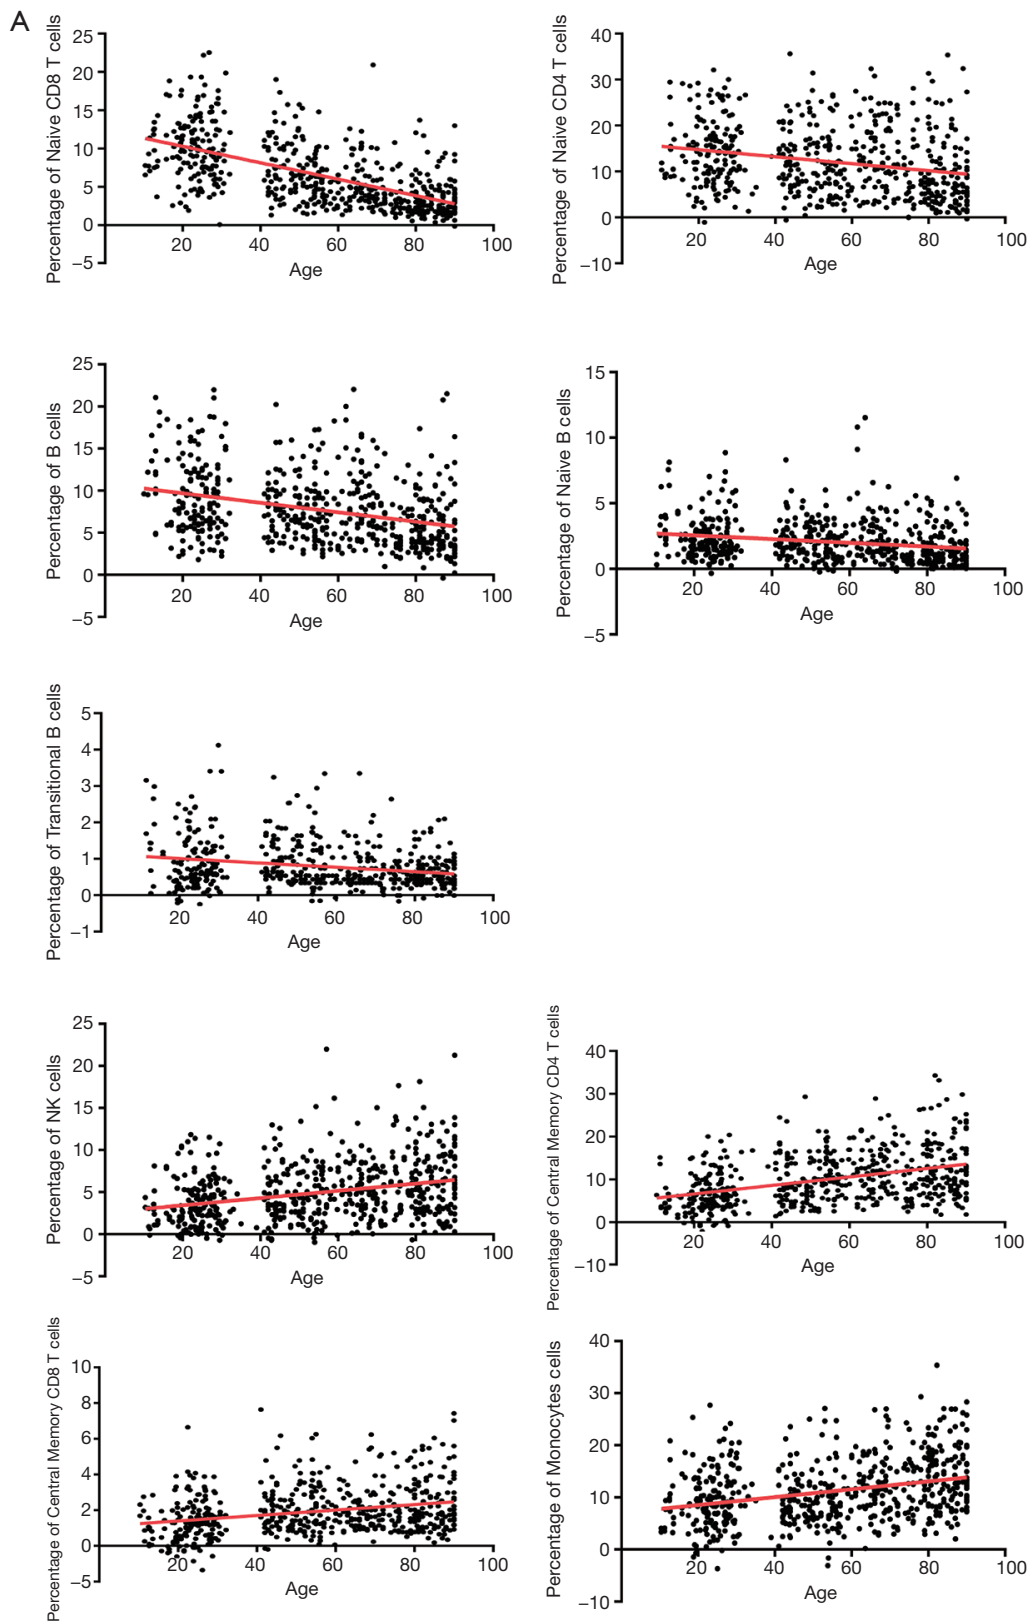 A
Percentage of Naive CD8 T cells
25
20
15
10
5
0
−5
20 40 60 80 100
Age
Percentage of Naive CD4 T cells
40
30
20
10
0
−10
20 40 60 80 100
Age
Percentage of B cells
25
20
15
10
5
0
−5
20 40 60 80 100
Age
Percentage of Naive B cells
15
10
5
0
−5
20 40 60 80 100
Age
Percentage of Transitional B cells
5
4
3
2
1
0
−1
20 40 60 80 100
Age
Percentage of NK cells
25
20
15
10
5
0
−5
20 40 60 80 100
Age
Percentage of Central Memory CD4 T cells
40
30
20
10
0
−10
20 40 60 80 100
Age
Percentage of Central Memory CD8 T cells
10
8
6
4
2
0
−5
20 40 60 80 100
Age
Percentage of Monocytes cells
40
30
20
10
0
−10
20 40 60 80 100
Age